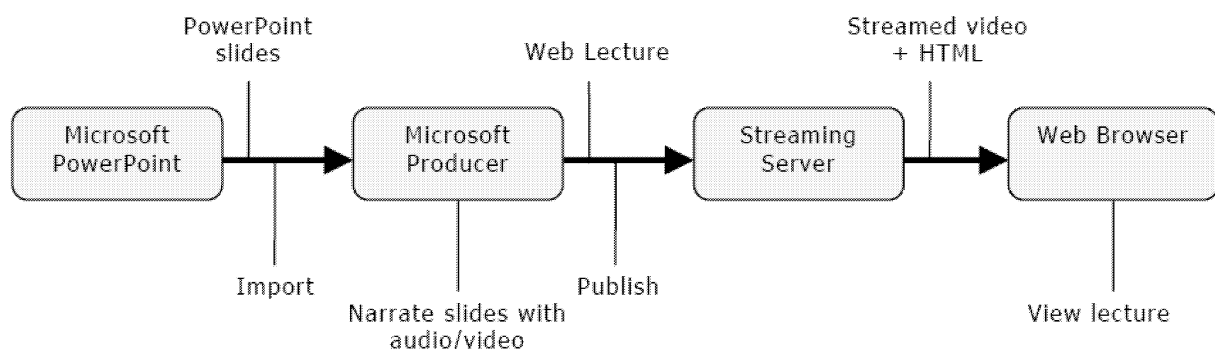 PowerPoint
slides
Web Lecture
Streamed video
+ HTML
Microsoft
PowerPoint
Microsoft
Producer
Streaming
Server
Web Browser
Import
Narrate slides with
audio/video
Publish
View lecture